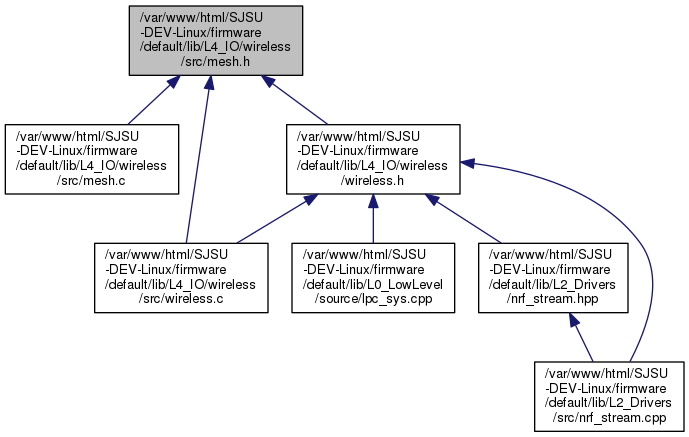 /var/www/html/SJSU
-DEV-Linux/firmware
/default/lib/L4_IO/wireless
/src/mesh.h
/var/www/html/SJSU
-DEV-Linux/firmware
/default/lib/L4_IO/wireless
/src/mesh.c
/var/www/html/SJSU
-DEV-Linux/firmware
/default/lib/L4_IO/wireless
/wireless.h
/var/www/html/SJSU
-DEV-Linux/firmware
/default/lib/L4_IO/wireless
/src/wireless.c
/var/www/html/SJSU
-DEV-Linux/firmware
/default/lib/L0_LowLevel
/source/lpc_sys.cpp
/var/www/html/SJSU
-DEV-Linux/firmware
/default/lib/L2_Drivers
/nrf_stream.hpp
/var/www/html/SJSU
-DEV-Linux/firmware
/default/lib/L2_Drivers
/src/nrf_stream.cpp